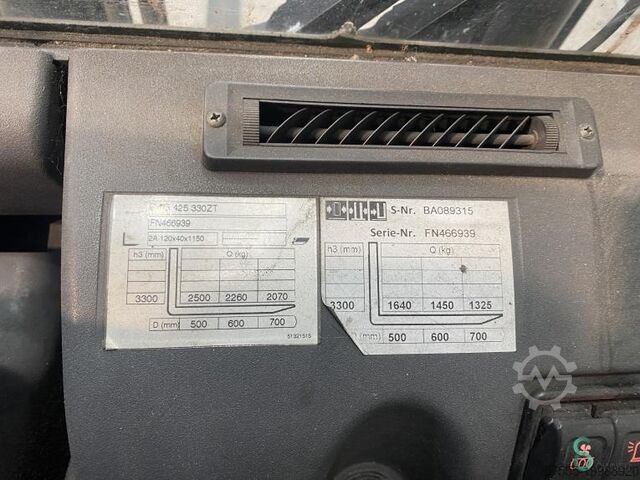 425 330ZT
FN466939
2A 120x40x1150
h3 (mm) Q (kg)
3300 2500 2260 2070
D (mm) 500 600 700
51321515
S-Nr. BA089315
Serie-Nr. FN466939
h3 (mm) Q (kg)
3300 1640 1450 1325
(mm) 500 600 700